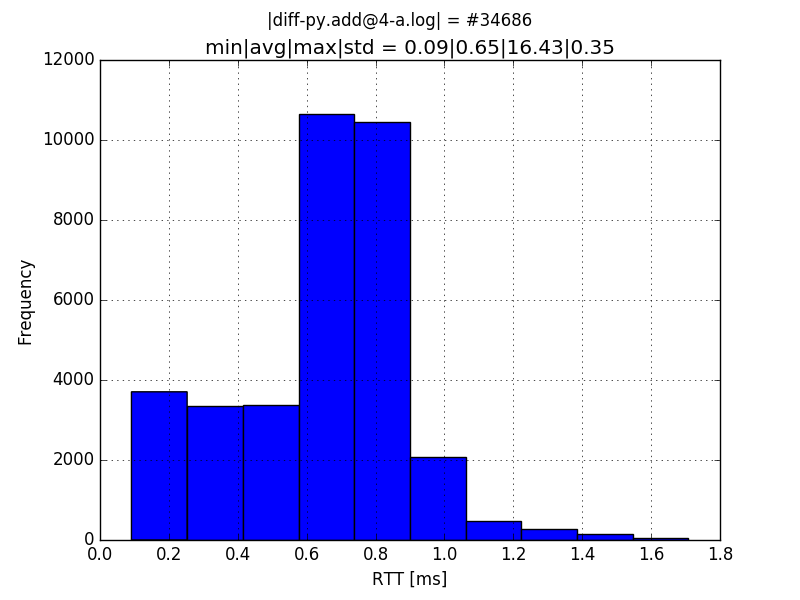 |diff-py.add@4-a.log| = #34686
min|avg|max|std = 0.09|0.65|16.43|0.35
12000
10000
8000
6000
4000
2000
0
Frequency
0.0 0.2 0.4 0.6 0.8 1.0 1.2 1.4 1.6 1.8
RTT [ms]